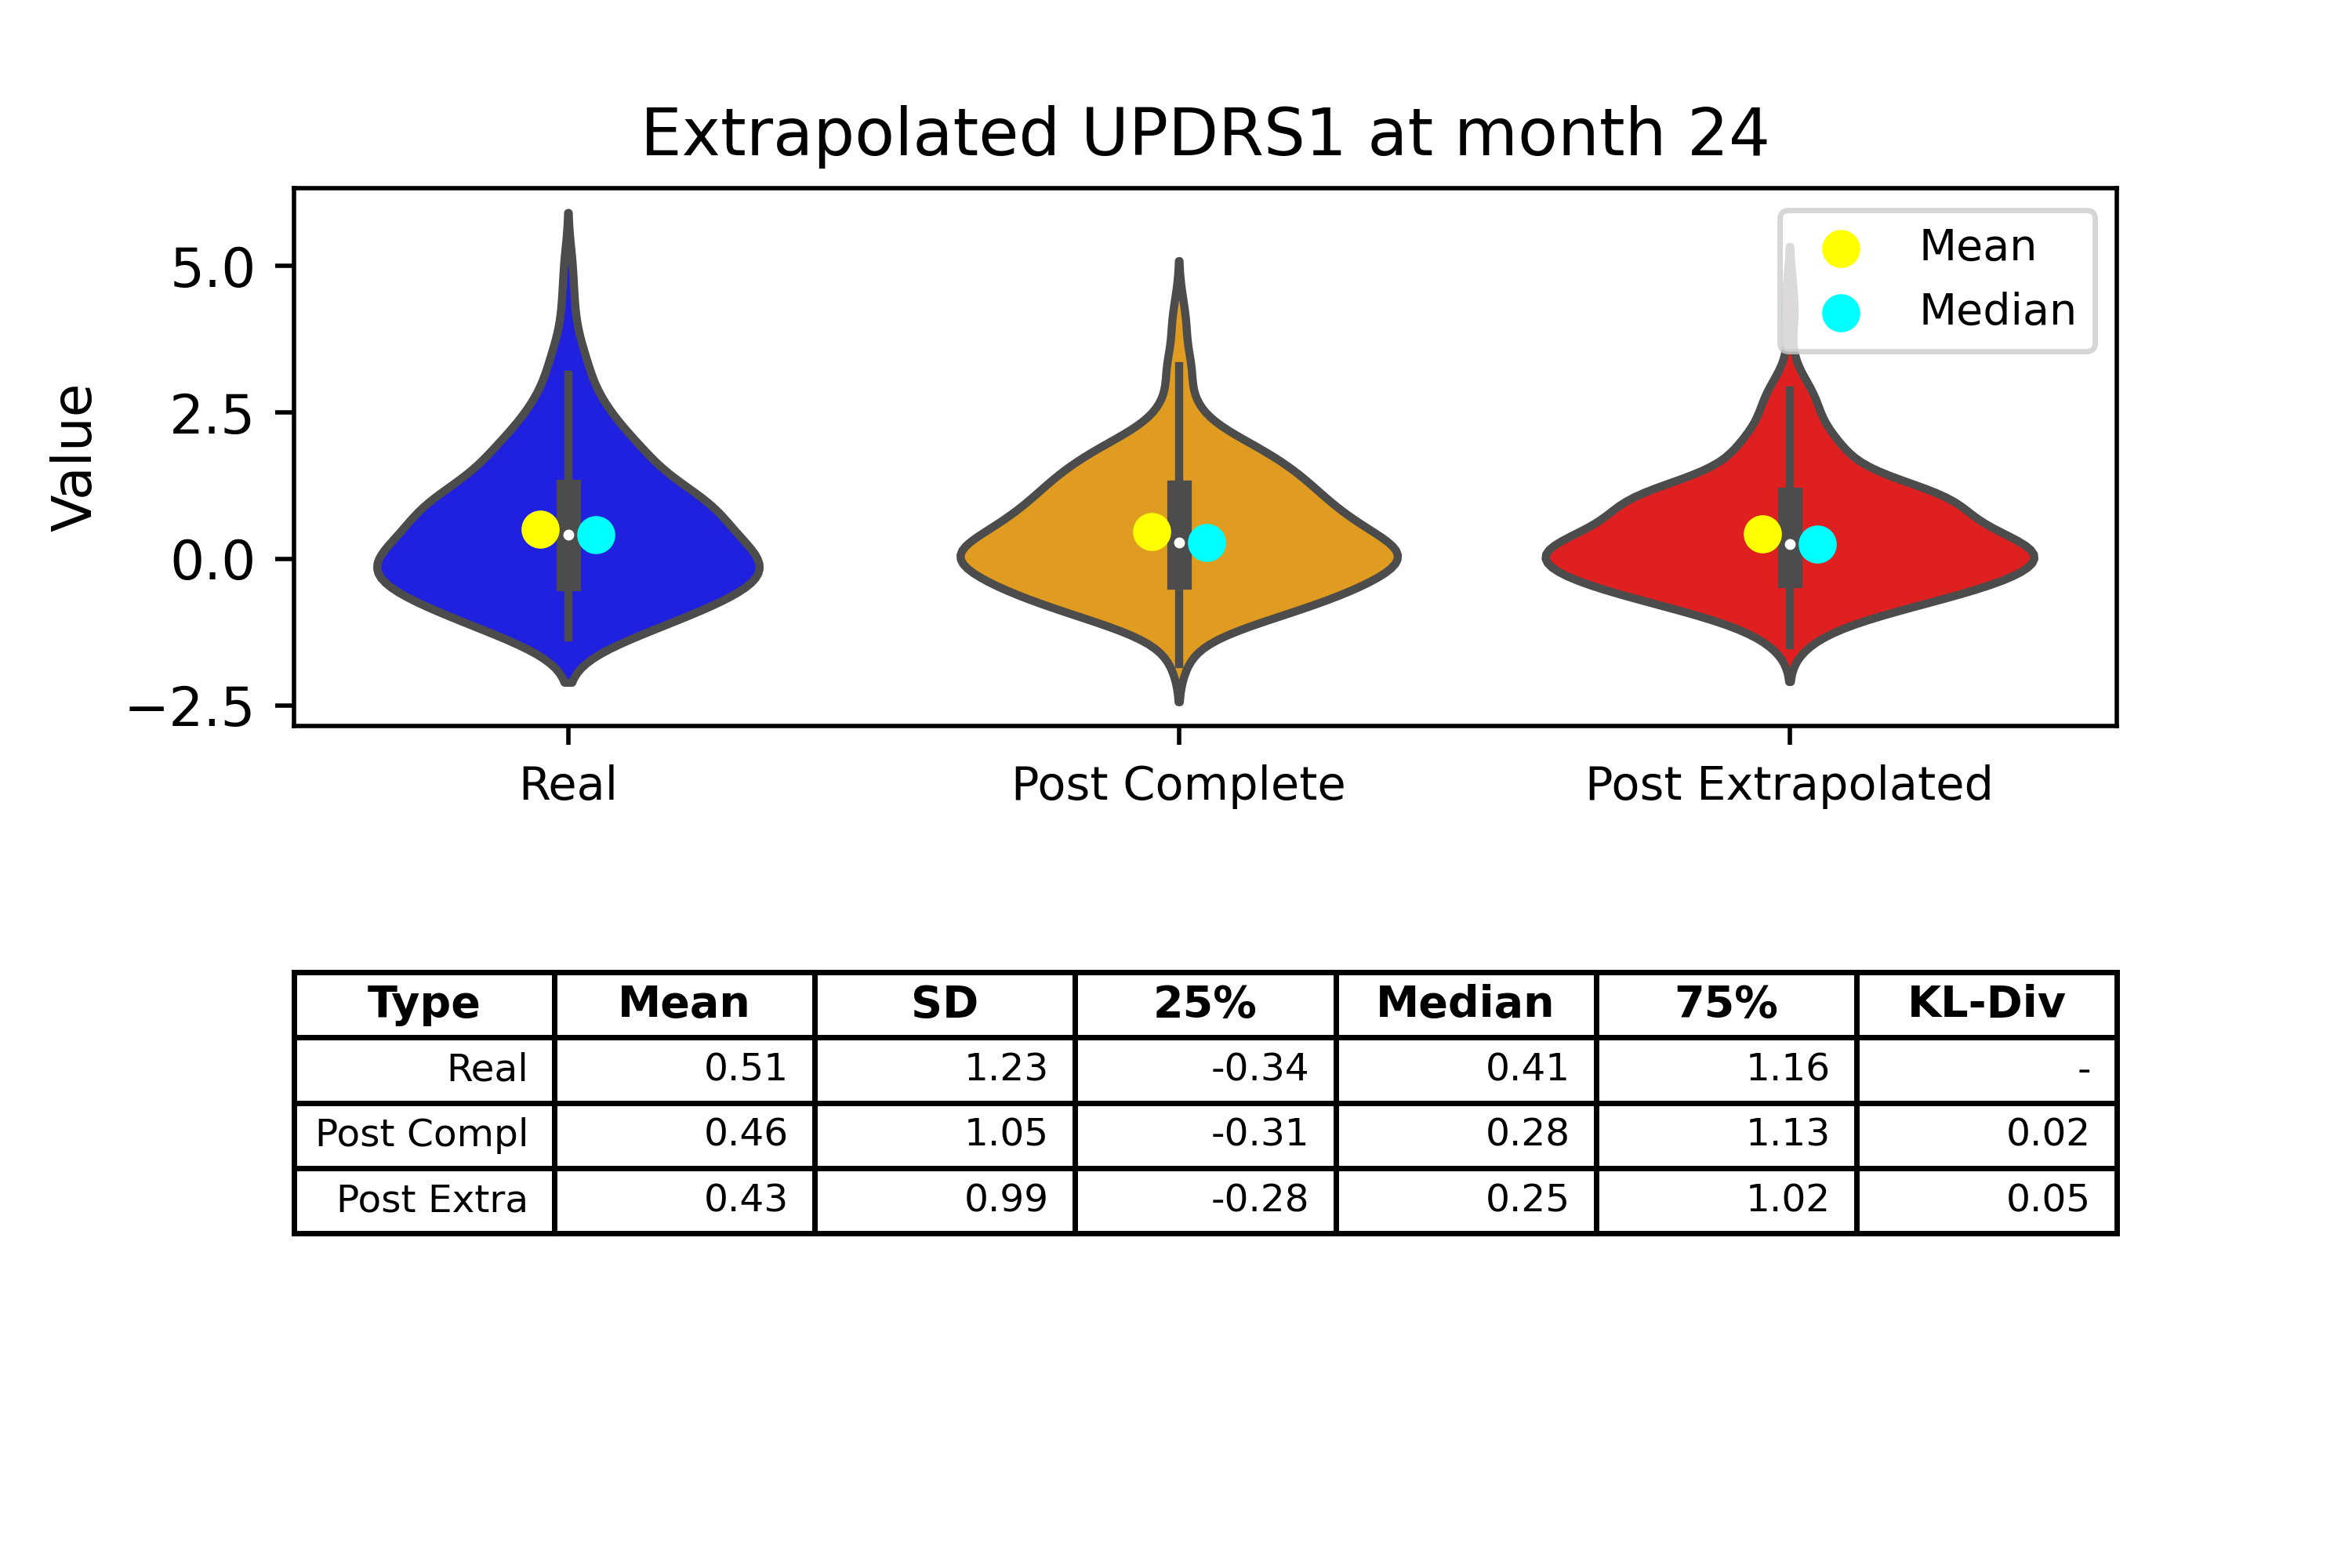 Extrapolated UPDRS1 at month 24
Value
5.0
2.5
0.0
−2.5
Mean
Median
Real Post Complete Post Extrapolated
Type Mean SD 25% Median 75% KL-Div
Real 0.51 1.23 -0.34 0.41 1.16 -
Post Compl 0.46 1.05 -0.31 0.28 1.13 0.02
Post Extra 0.43 0.99 -0.28 0.25 1.02 0.05